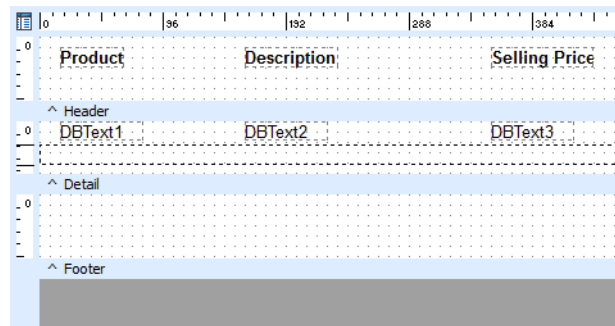 0 96 192 288 384
0
Product Description Selling Price
^ Header
0
DBText1 DBText2 DBText3
^ Detail
0
^ Footer